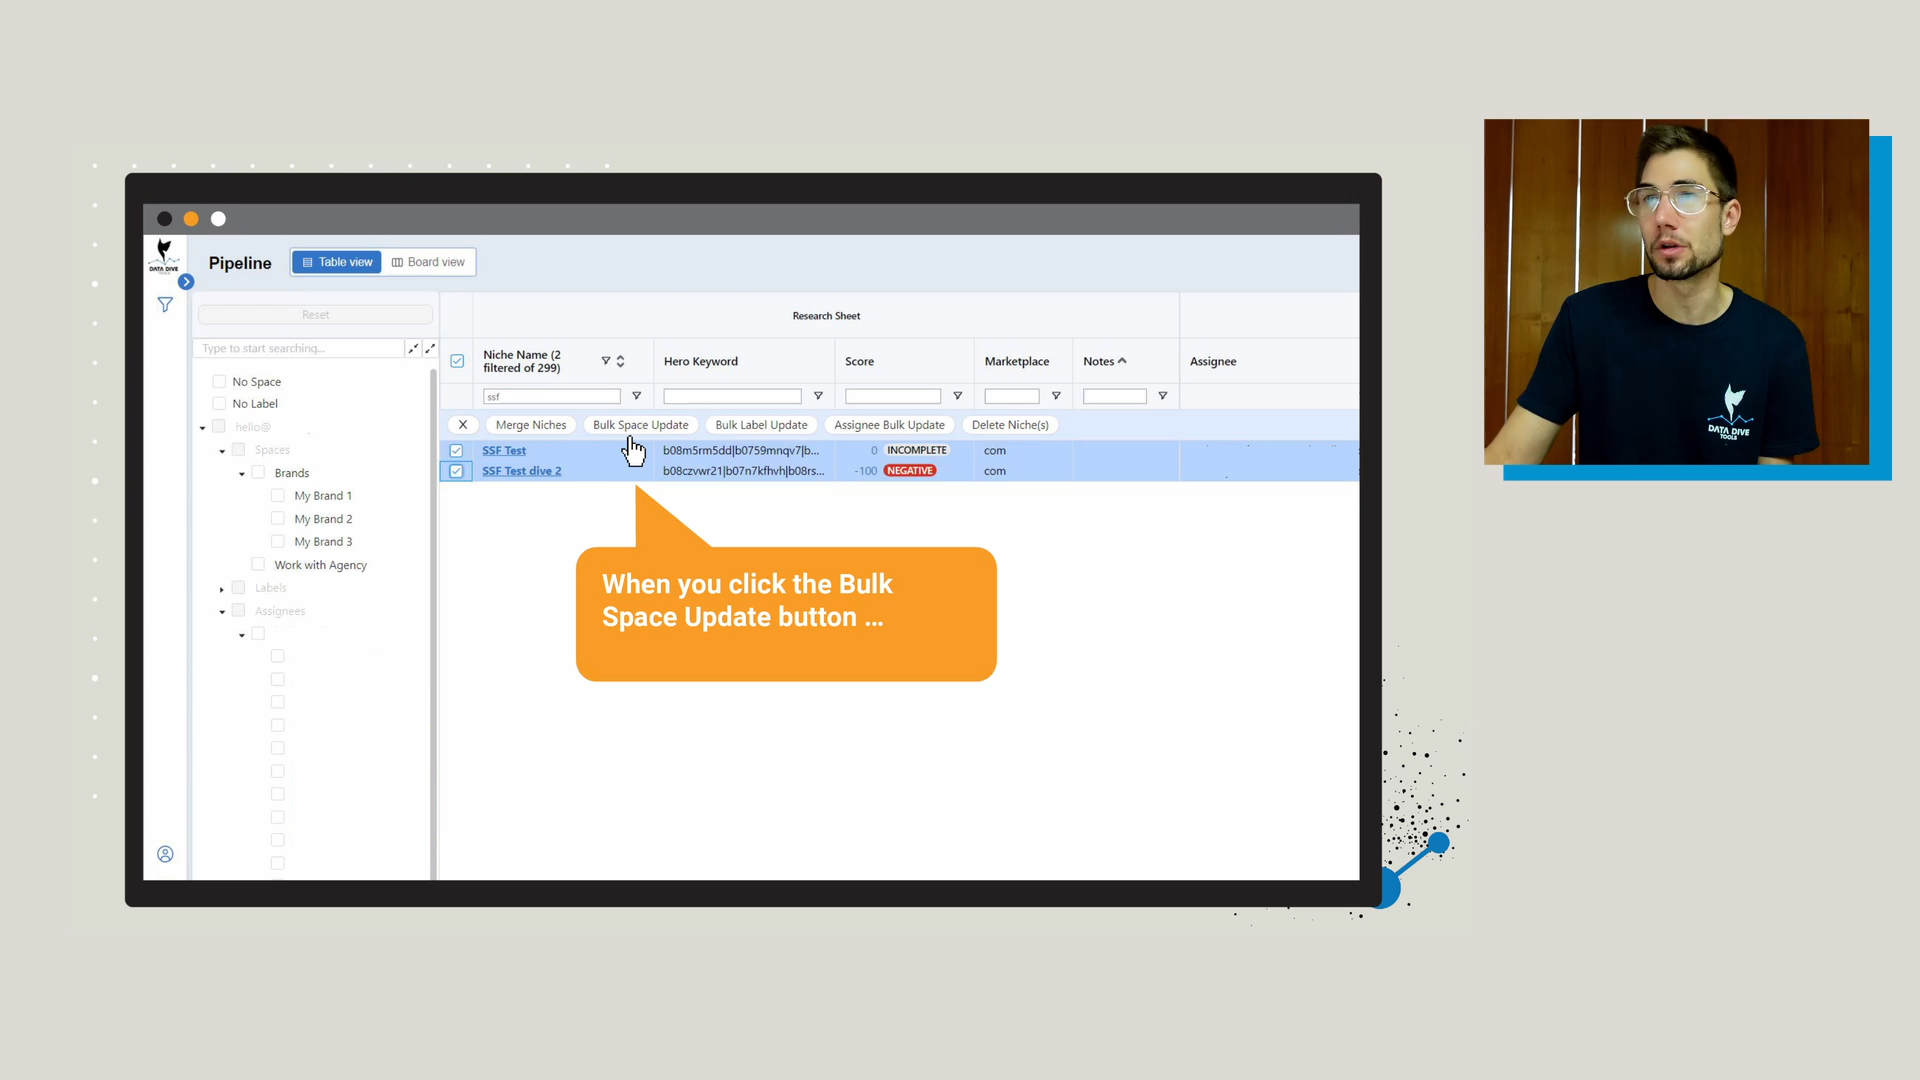 DATA DIVE
TOOLS
Pipeline
Table view
Board view
Reset
Type to start searching...
No Space
No Label
hello@
Spaces
Brands
My Brand 1
My Brand 2
My Brand 3
Work with Agency
Labels
Assignees
Research Sheet
Niche Name (2
filtered of 299)
Hero Keyword
Score
Marketplace
Notes
Assignee
ssf
X Merge Niches Bulk Space Update Bulk Label Update Assignee Bulk Update Delete Niche(s)
SSF Test b08m5rm5dd|b0759mnqv7|b... 0 INCOMPLETE com
SSF Test dive 2 b08czvwr21|b07n7kfhvh|b08rs... -100 NEGATIVE com
When you click the Bulk
Space Update button ...
DATA DIVE
TOOLS